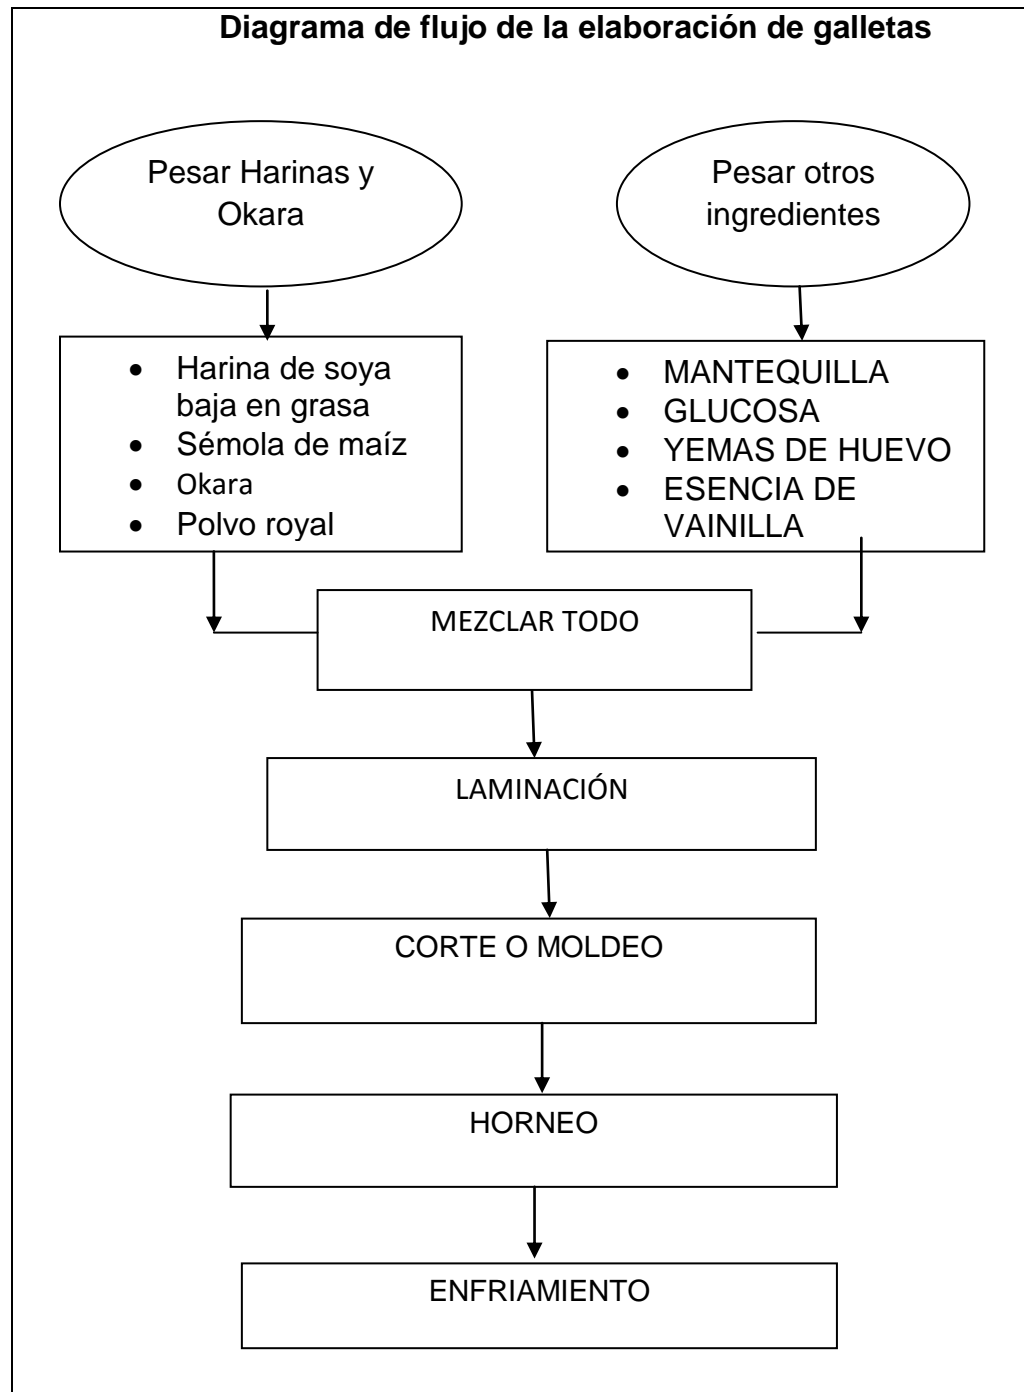 Diagrama de flujo de la elaboración de galletas
Pesar Harinas y
Okara
Pesar otros
ingredientes
• Harina de soya
baja en grasa
• Sémola de maíz
• Okara
• Polvo royal
• MANTEQUILLA
• GLUCOSA
• YEMAS DE HUEVO
• ESENCIA DE
VAINILLA
MEZCLAR TODO
LAMINACIÓN
CORTE O MOLDEO
HORNEO
ENFRIAMIENTO